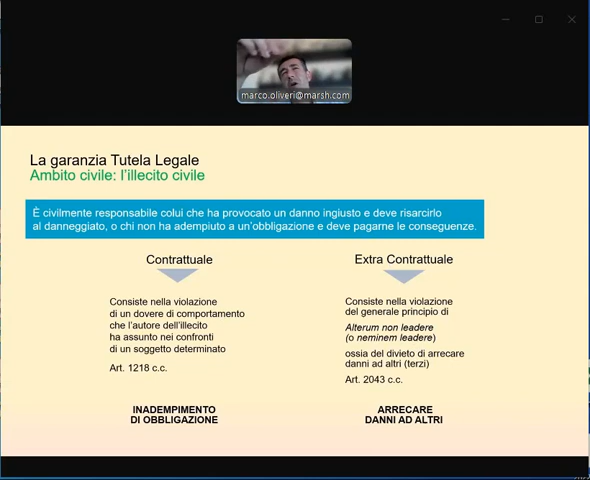 marco.oliveri@marsh.com
La garanzia Tutela Legale
Ambito civile: l'illecito civile
È civilmente responsabile colui che ha provocato un danno ingiusto e deve risarcirlo
al danneggiato, o chi non ha adempiuto a un'obbligazione e deve pagarne le conseguenze.
Contrattuale
Consiste nella violazione
di un dovere di comportamento
che l'autore dell'illecito
ha assunto nei confronti
di un soggetto determinato
Art. 1218 c.c.
INADEMPIMENTO
DI OBBLIGAZIONE
Extra Contrattuale
Consiste nella violazione
del generale principio di
Alterum non leadere
(o neminem leadere)
ossia del divieto di arrecare
danni ad altri (terzi)
Art. 2043 c.c.
ARRECARE
DANNI AD ALTRI